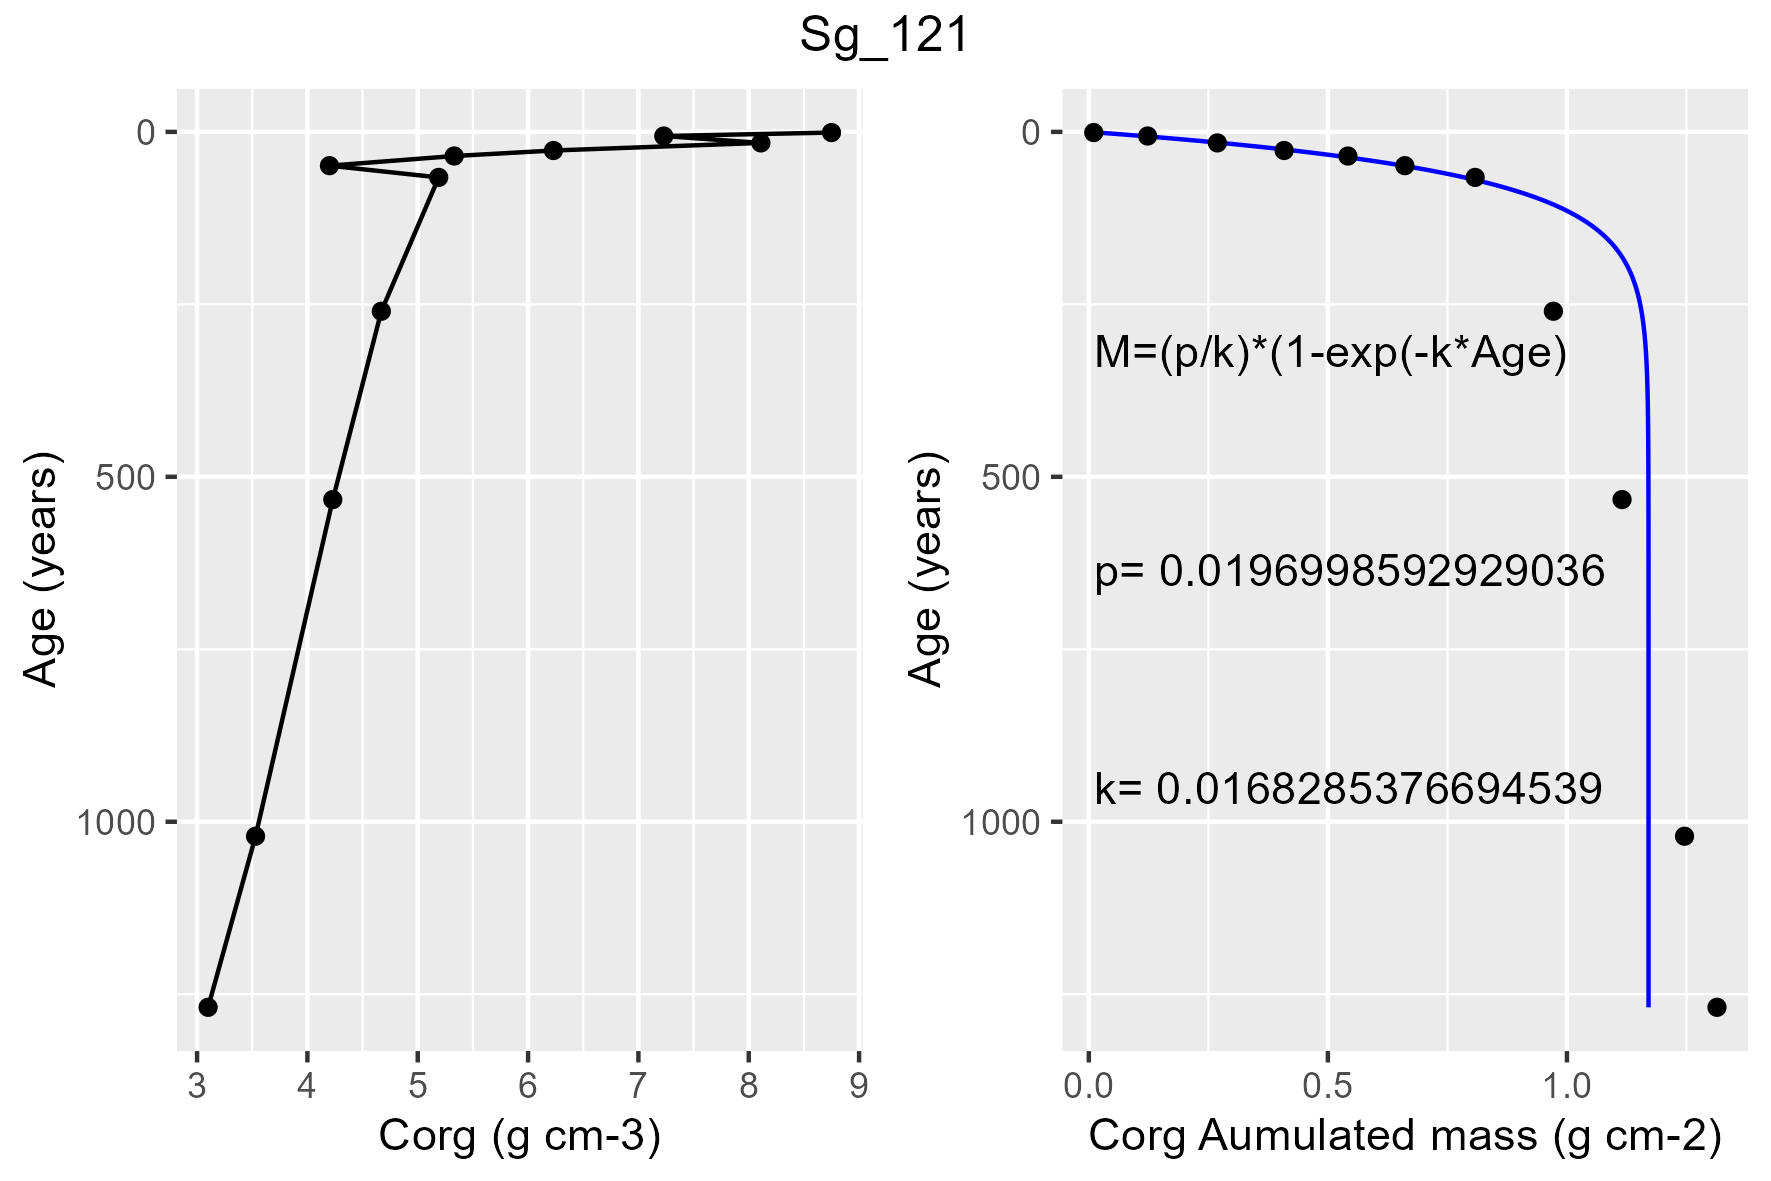 Sg_121
0
500
1000
Age (years)
3 4 5 6 7 8 9
Corg (g cm-3)
0
500
1000
Age (years)
M=(p/k)*(1-exp(-k*Age)
p= 0.0196998592929036
k= 0.0168285376694539
0.0 0.5 1.0
Corg Aumulated mass (g cm-2)